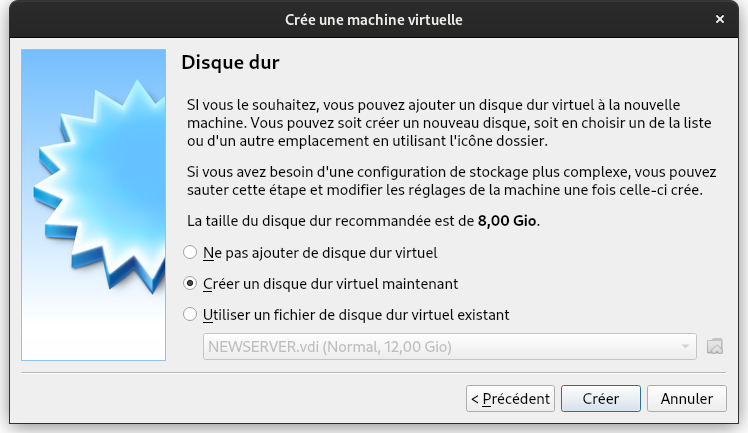 Crée une machine virtuelle
×
Disque dur
SI vous le souhaitez, vous pouvez ajouter un disque dur virtuel à la nouvelle
machine. Vous pouvez soit créer un nouveau disque, soit en choisir un de la liste
ou d'un autre emplacement en utilisant l'icône dossier.
Si vous avez besoin d'une configuration de stockage plus complexe, vous pouvez
sauter cette étape et modifier les réglages de la machine une fois celle-ci crée.
La taille du disque dur recommandée est de 8,00 Gio.
Ne pas ajouter de disque dur virtuel
Créer un disque dur virtuel maintenant
Utiliser un fichier de disque dur virtuel existant
NEWSERVER.vdi (Normal, 12,00 Gio)
< Précédent
Créer
Annuler